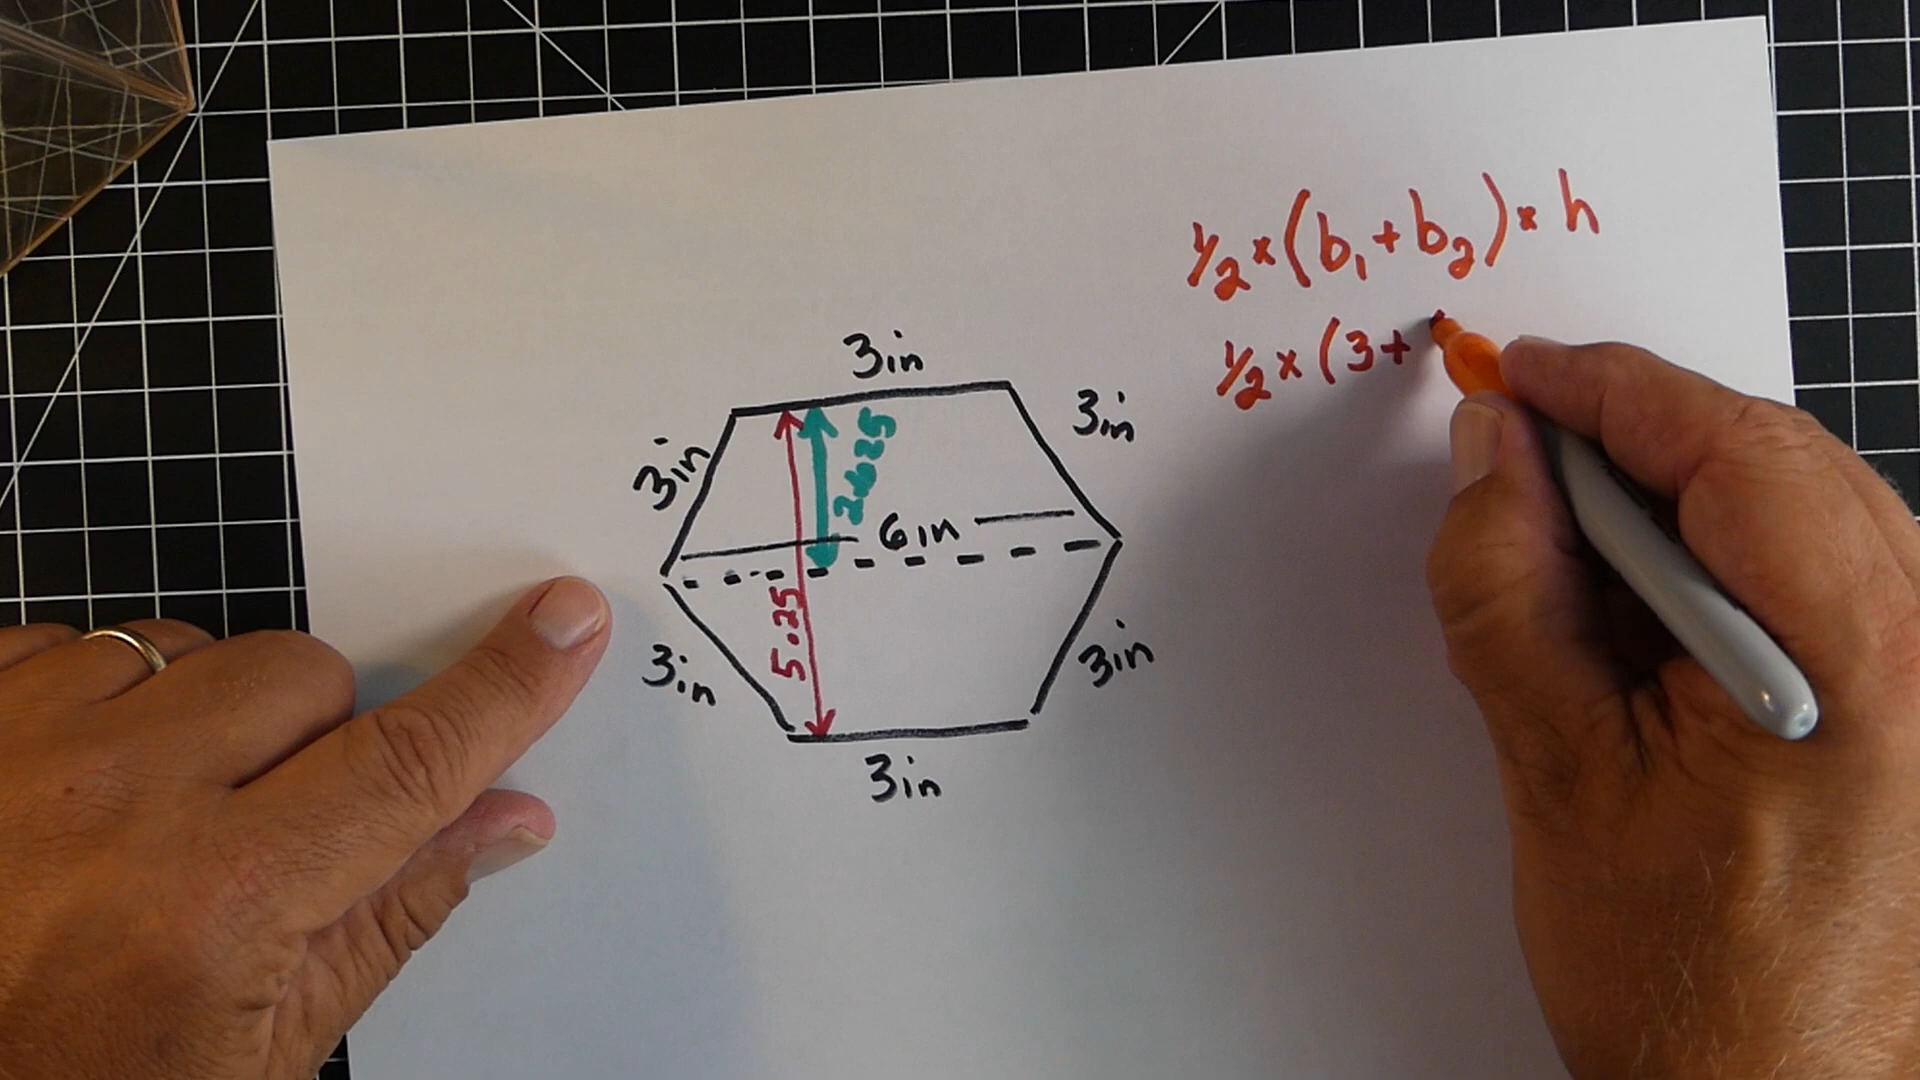 ½ × (b₁ + b₂) × h
½ × (3 +
3in
3in
3in
2.625
6in
5.25
3in
3in
3in